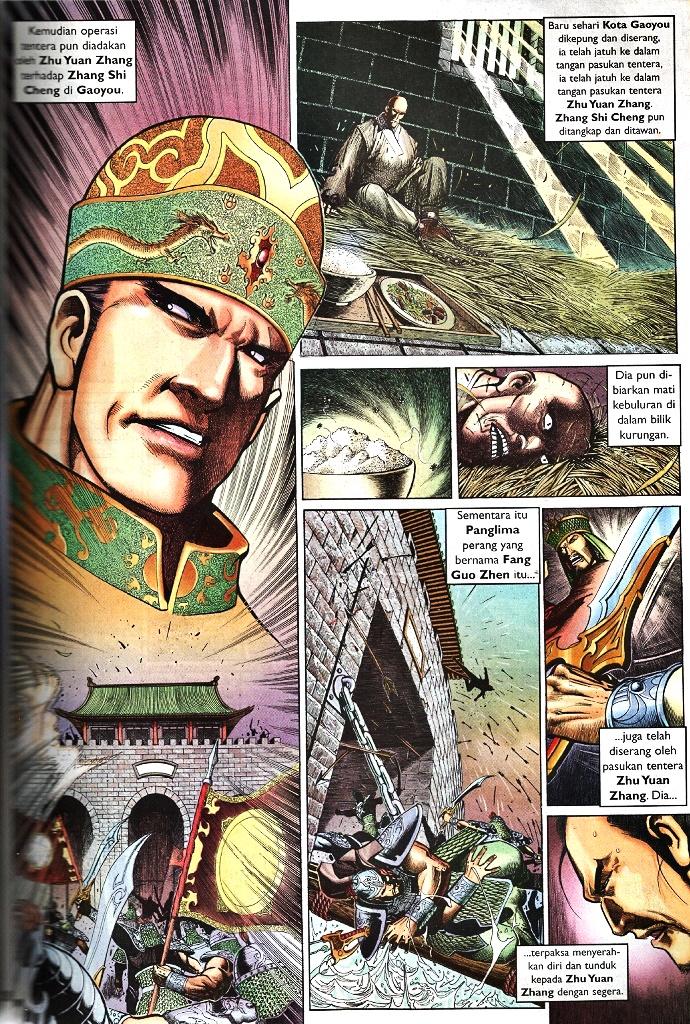 Kemudian operasi
tentera pun diadakan
oleh Zhu Yuan Zhang
terhadap Zhang Shi
Cheng di Gaoyou.
Baru sehari Kota Gaoyou
dikepung dan diserang,
ia telah jatuh ke dalam
tangan pasukan tentera,
ia telah jatuh ke dalam
tangan pasukan tentera
Zhu Yuan Zhang.
Zhang Shi Cheng pun
ditangkap dan ditawan.
Dia pun di-
biarkan mati
kebuluran di
dalam bilik
kurungan.
Sementara itu
Panglima
perang yang
bernama Fang
Guo Zhen itu...
...juga telah
diserang oleh
pasukan tentera
Zhu Yuan
Zhang. Dia...
...terpaksa menyerah-
kan diri dan tunduk
kepada Zhu Yuan
Zhang dengan segera.